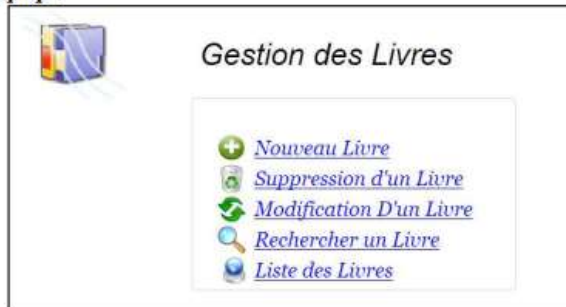 Gestion des Livres
Nouveau Livre
Suppression d'un Livre
Modification D'un Livre
Rechercher un Livre
Liste des Livres